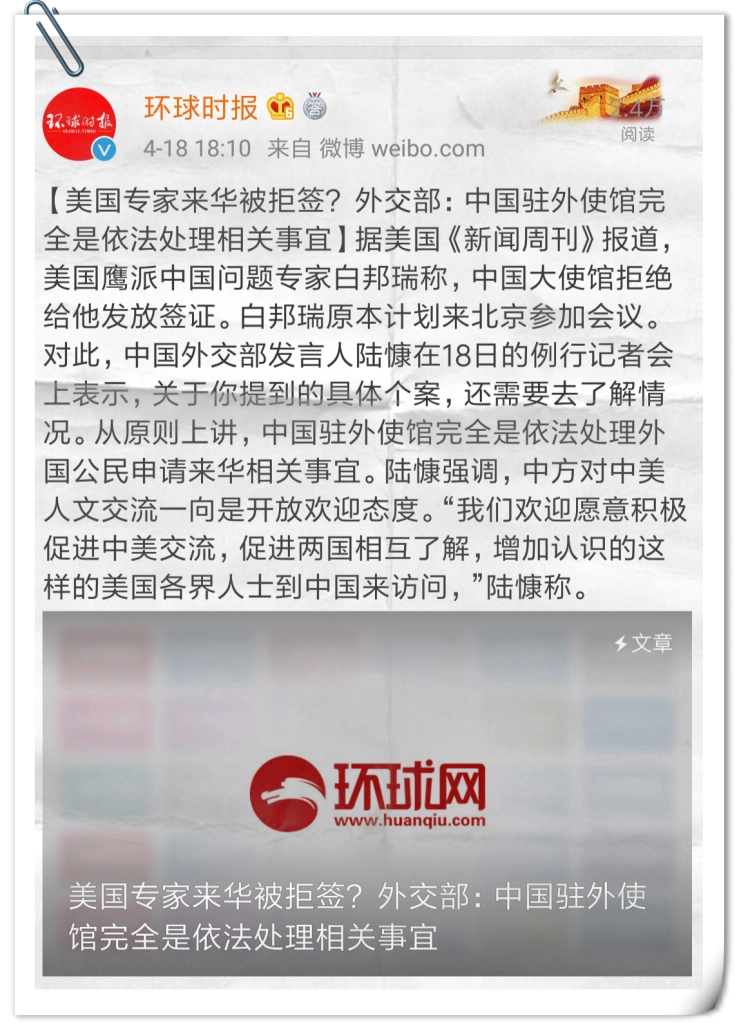 环球时报
环球时报
GLOBAL TIMES
4-18 18:10 来自 微博 weibo.com
阅读
【美国专家来华被拒签？外交部：中国驻外使馆完
全是依法处理相关事宜】据美国《新闻周刊》报道，
美国鹰派中国问题专家白邦瑞称，中国大使馆拒绝
给他发放签证。白邦瑞原本计划来北京参加会议。
对此，中国外交部发言人陆慷在18日的例行记者会
上表示，关于你提到的具体个案，还需要去了解情
况。从原则上讲，中国驻外使馆完全是依法处理外
国公民申请来华相关事宜。陆慷强调，中方对中美
人文交流一向是开放欢迎态度。“我们欢迎愿意积极
促进中美交流，促进两国相互了解，增加认识的这
样的美国各界人士到中国来访问，”陆慷称。
文章
环球网
www.huanqiu.com
美国专家来华被拒签？外交部：中国驻外使
馆完全是依法处理相关事宜